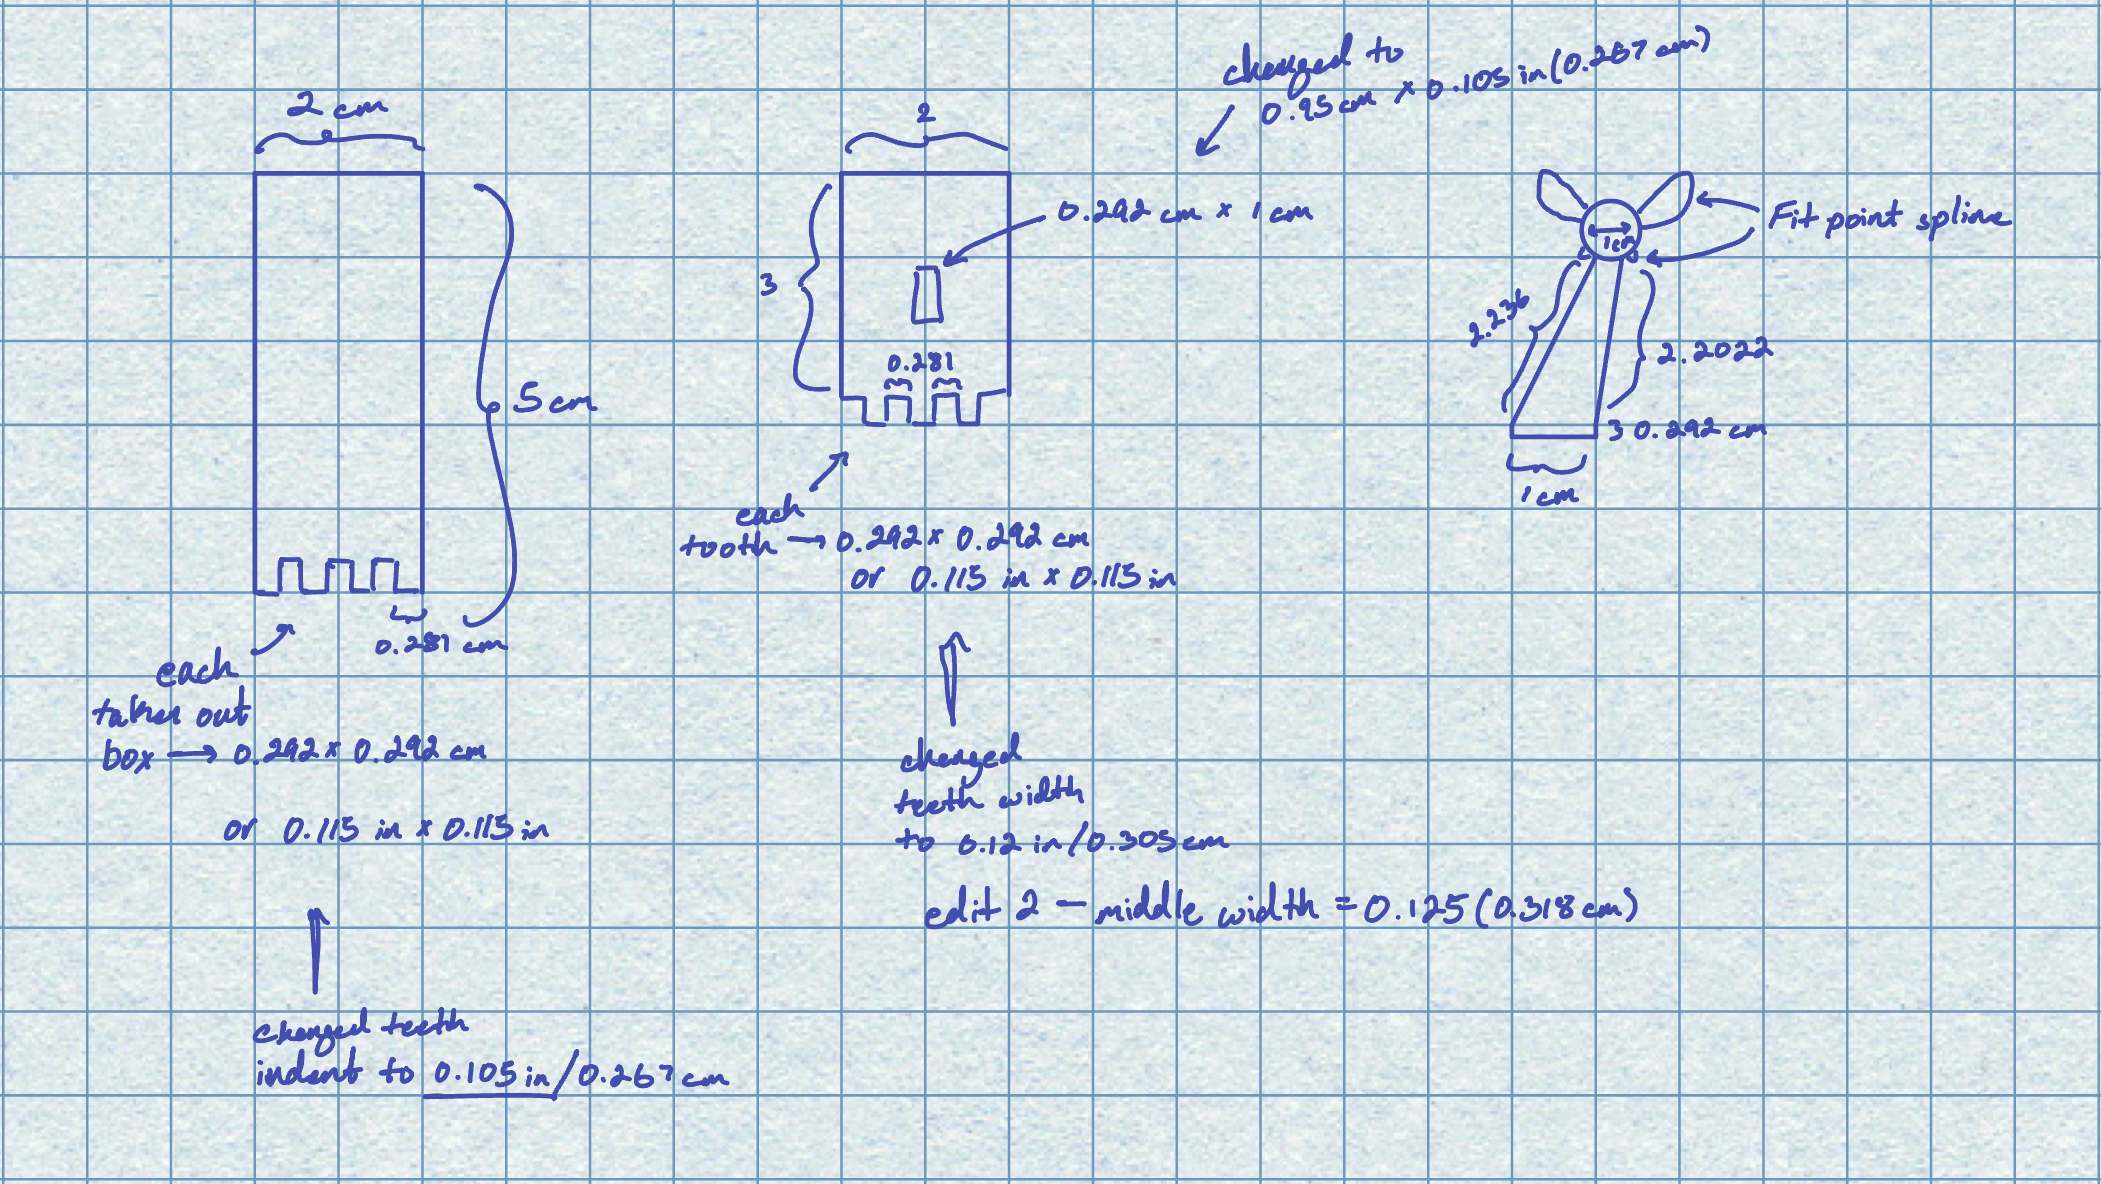 2 cm
5 cm
0.281 cm
each
taken out
box → 0.292 x 0.292 cm
or 0.115 in x 0.115 in
changed teeth
indent to 0.105 in/0.267 cm
changed to
0.95 cm x 0.105 in (0.267 cm)
2
0.292 cm x 1 cm
3
0.281
each
tooth → 0.292 x 0.292 cm
or 0.115 in x 0.115 in
changed
teeth width
to 0.12 in/0.305 cm
edit 2 - middle width = 0.125 (0.318 cm)
Fit point spline
1cm
2.236
2.2022
0.292 cm
1 cm